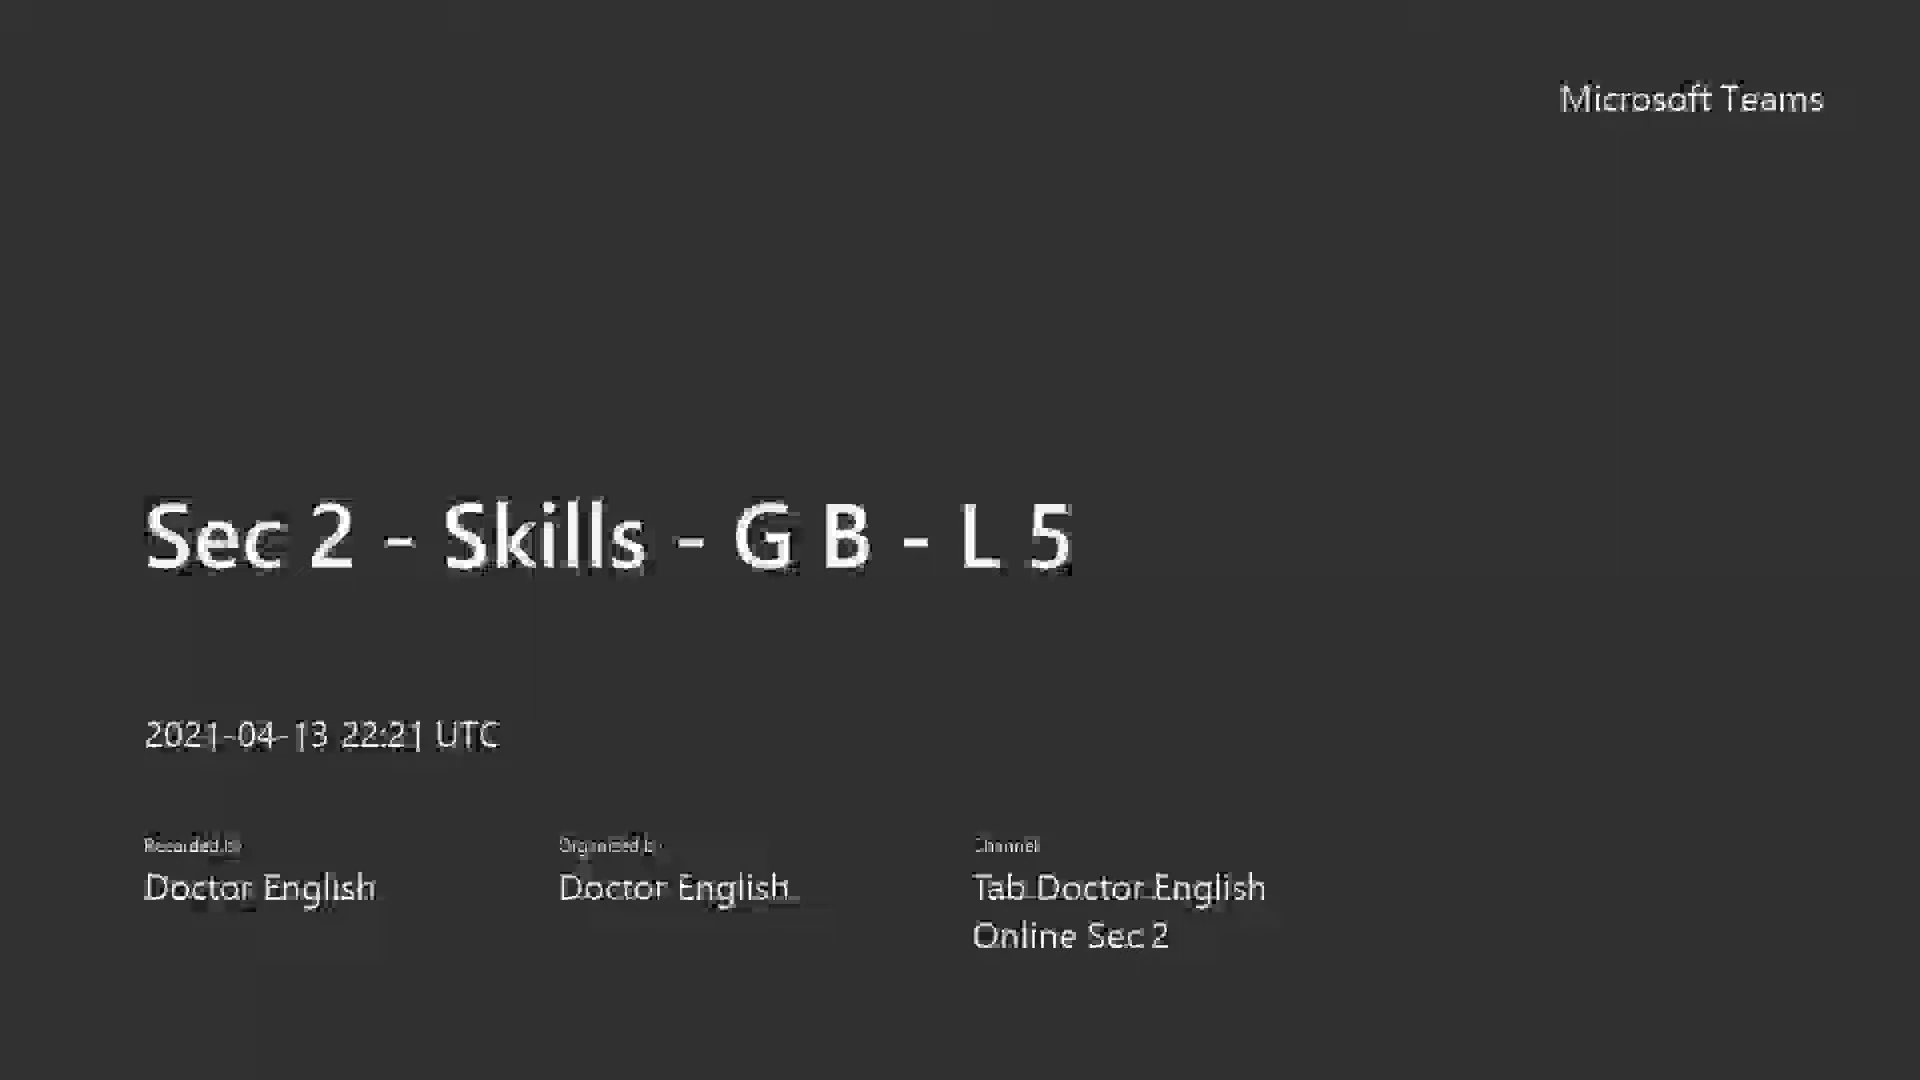 Microsoft Teams
Sec 2 - Skills - G B - L 5
2021-04-13 22:21 UTC
Recorded by
Organized by
Channel
Doctor English
Doctor English
Tab Doctor English
Online Sec 2